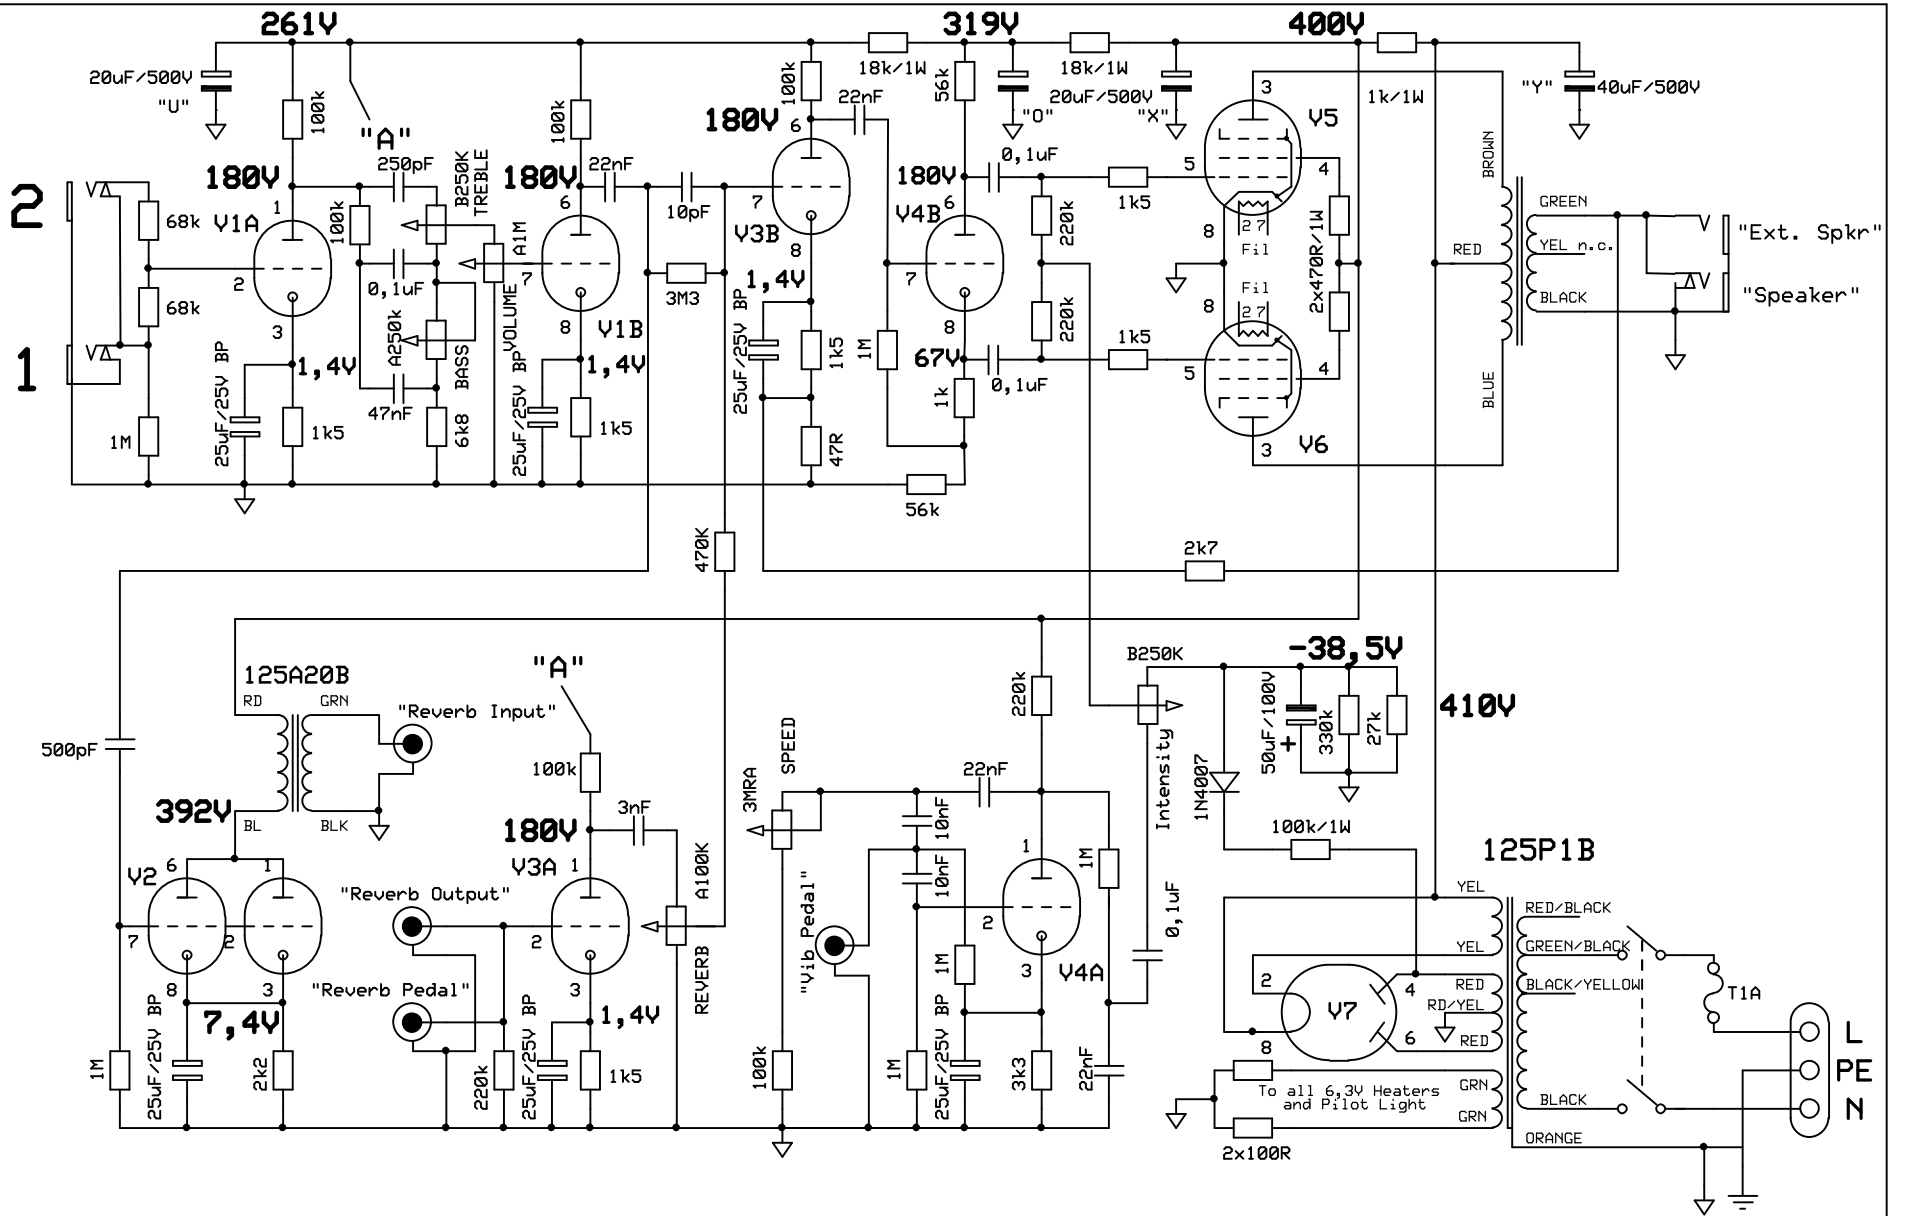 261V
319V
400V
20uF/500V
"U"
100k
"A"
100k
100k
18k/1W
22nF
56k
18k/1W
20uF/500V
"O"
"X"
1k/1W
"Y"
40uF/500V
2
1
68k
68k
1M
180V
V1A
1
2
3
1,4V
25uF/25V BP
1k5
250pF
100k
0,1uF
47nF
B250K
TREBLE
A250k
BASS
6k8
A1M
VOLUME
180V
6
7
8
V1B
1,4V
25uF/25V BP
1k5
22nF
10pF
3M3
180V
6
7
8
V3B
1,4V
25uF/25V BP
1k5
47R
1M
180V
V4B
6
7
8
67V
1k
56k
0,1uF
0,1uF
220k
220k
1k5
1k5
3
V5
5
4
8
27
Fil
Fil
27
8
5
4
3
V6
2x470R/1W
BROWN
RED
BLUE
GREEN
YEL n.c.
BLACK
"Ext. Spkr"
"Speaker"
470K
2k7
500pF
125A20B
RD
GRN
BL
BLK
"Reverb Input"
392V
V2
6
1
7
2
8
3
7,4V
1M
25uF/25V BP
2k2
"Reverb Output"
"Reverb Pedal"
220k
"A"
100k
180V
V3A
1
2
3
1,4V
25uF/25V BP
1k5
3nF
A100K
REVERB
SPEED
3MRA
100k
"Vib Pedal"
22nF
10nF
10nF
1M
1M
25uF/25V BP
220k
1
2
3
V4A
3k3
1M
22nF
0,1uF
B250K
Intensity
-38,5V
50uF/100V
+
330k
27k
1N4007
100k/1W
410V
125P1B
YEL
YEL
RED
RD/YEL
RED
GRN
GRN
2
8
V7
4
6
To all 6,3V Heaters
and Pilot Light
2x100R
RED/BLACK
GREEN/BLACK
BLACK/YELLOW
BLACK
ORANGE
T1A
L
PE
N